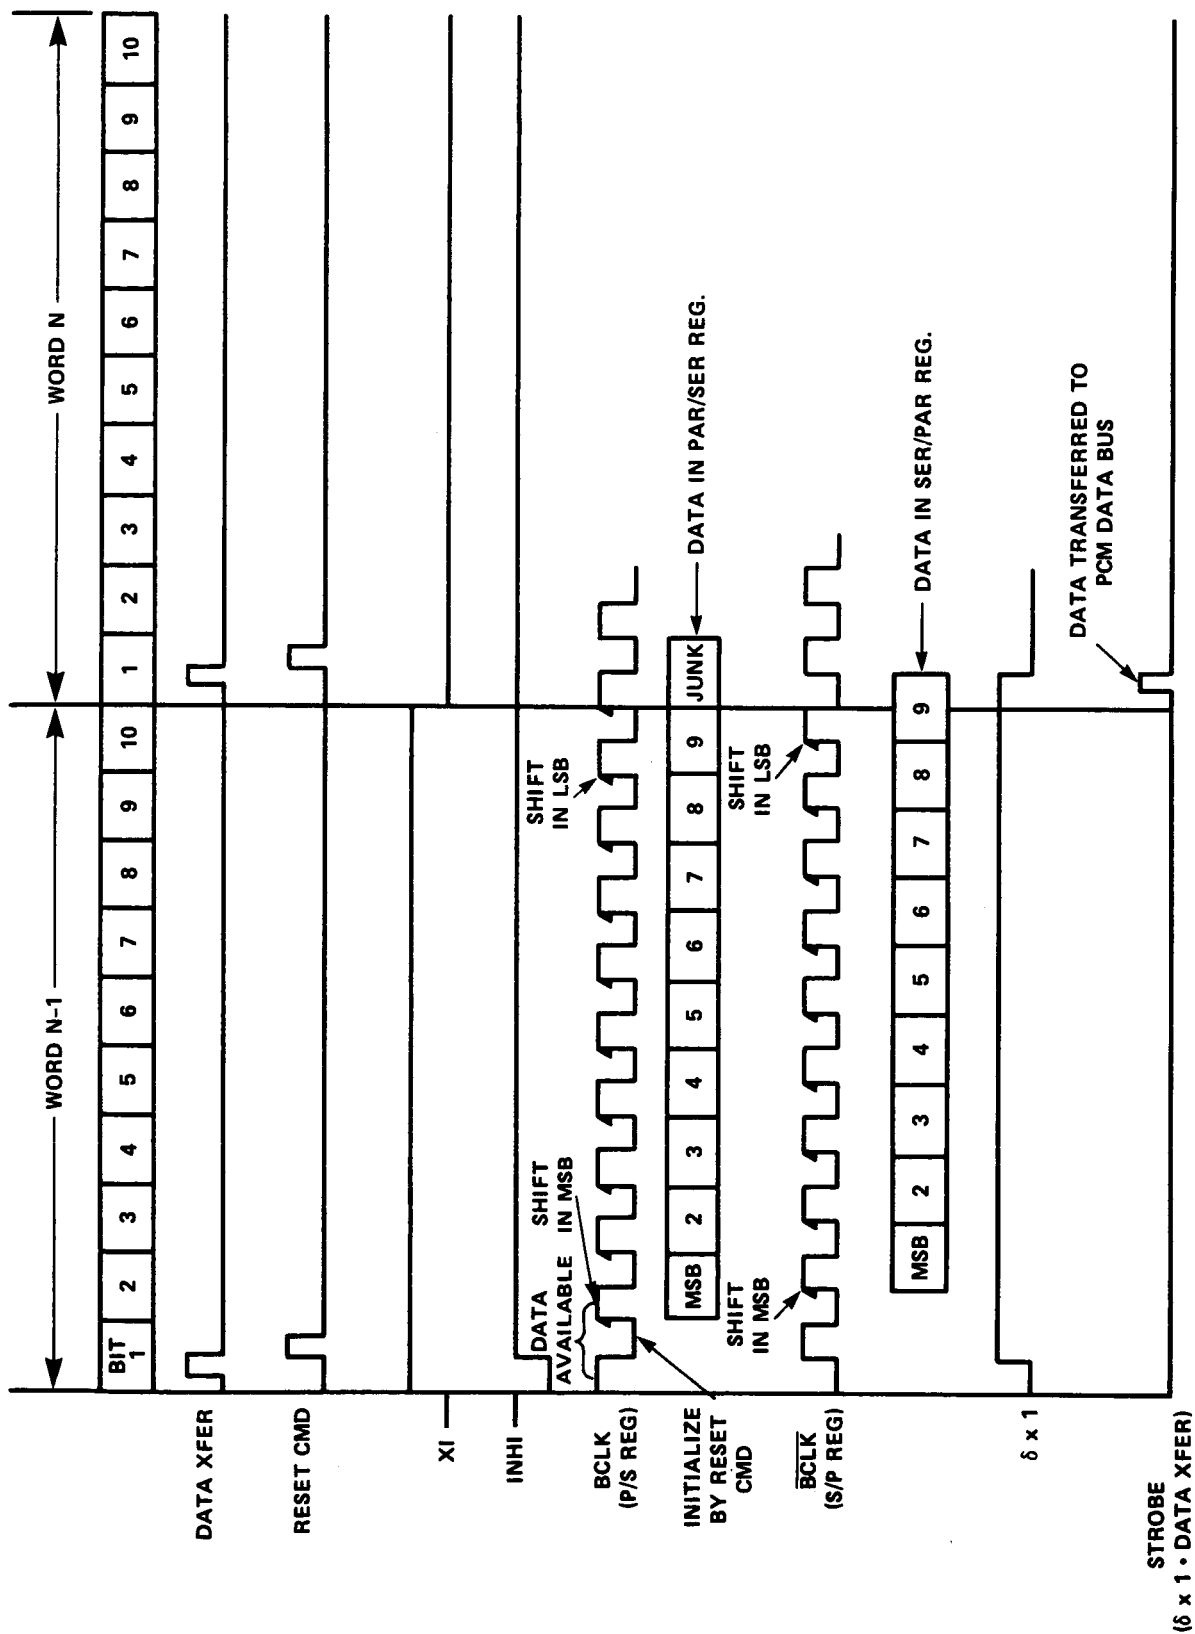 WORD N-1
WORD N
BIT 1 2 3 4 5 6 7 8 9 10 1 2 3 4 5 6 7 8 9 10
DATA XFER
RESET CMD
XI
INHI
DATA
AVAILABLE
SHIFT
IN MSB
SHIFT
IN LSB
BCLK
(P/S REG)
INITIALIZE
BY RESET
CMD
MSB 2 3 4 5 6 7 8 9 JUNK
DATA IN PAR/SER REG.
SHIFT
IN MSB
SHIFT
IN LSB
B̅C̅L̅K̅
(S/P REG)
MSB 2 3 4 5 6 7 8 9
DATA IN SER/PAR REG.
δ x 1
DATA TRANSFERRED TO
PCM DATA BUS
STROBE
(δ x 1 • DATA XFER)